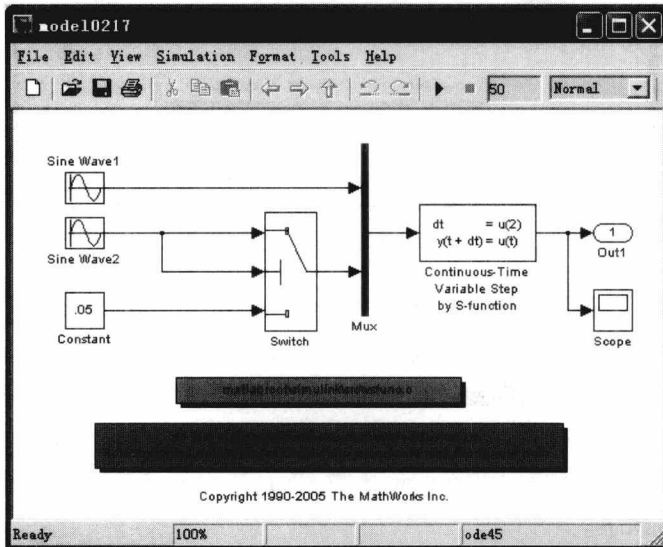 model0217
File Edit View Simulation Format Tools Help
50 Normal
Sine Wave1
Sine Wave2
.05
Constant
Switch
Mux
dt = u(2)
y(t + dt) = u(t)
Continuous-Time
Variable Step
by S-function
1
Out1
Scope
Copyright 1990-2005 The MathWorks Inc.
Ready 100% ode45